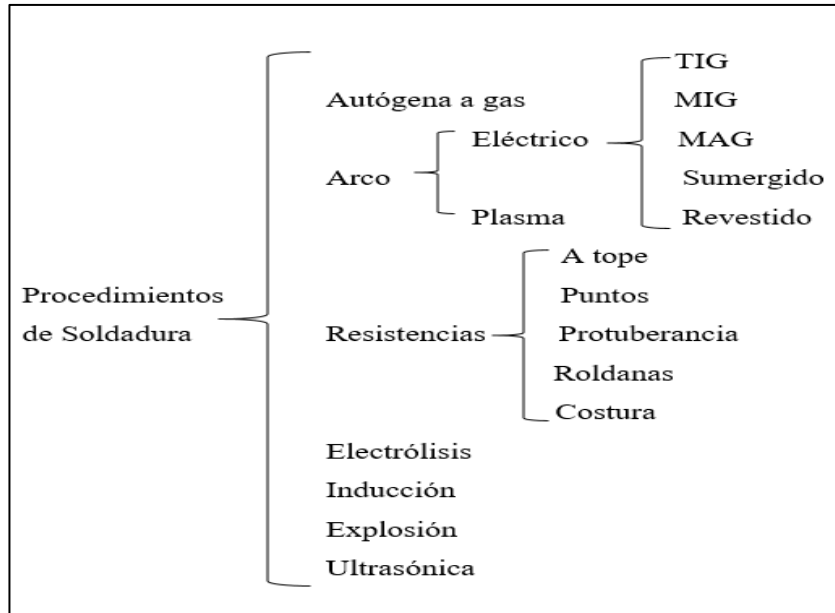 TIG
Autógena a gas
MIG
Eléctrico
MAG
Arco
Sumergido
Plasma
Revestido
A tope
Procedimientos
de Soldadura
Puntos
Resistencias
Protuberancia
Roldanas
Costura
Electrólisis
Inducción
Explosión
Ultrasónica